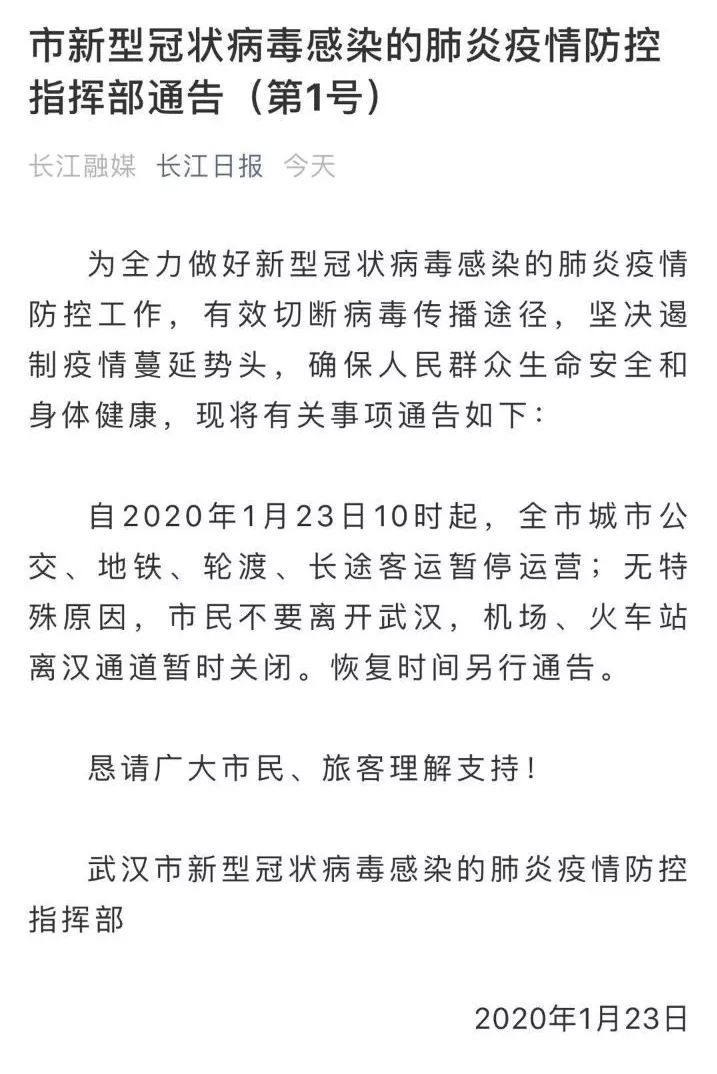 市新型冠状病毒感染的肺炎疫情防控
指挥部通告（第1号）
长江融媒 长江日报 今天
为全力做好新型冠状病毒感染的肺炎疫情
防控工作，有效切断病毒传播途径，坚决遏
制疫情蔓延势头，确保人民群众生命安全和
身体健康，现将有关事项通告如下：
自2020年1月23日10时起，全市城市公
交、地铁、轮渡、长途客运暂停运营；无特
殊原因，市民不要离开武汉，机场、火车站
离汉通道暂时关闭。恢复时间另行通告。
恳请广大市民、旅客理解支持！
武汉市新型冠状病毒感染的肺炎疫情防控
指挥部
2020年1月23日